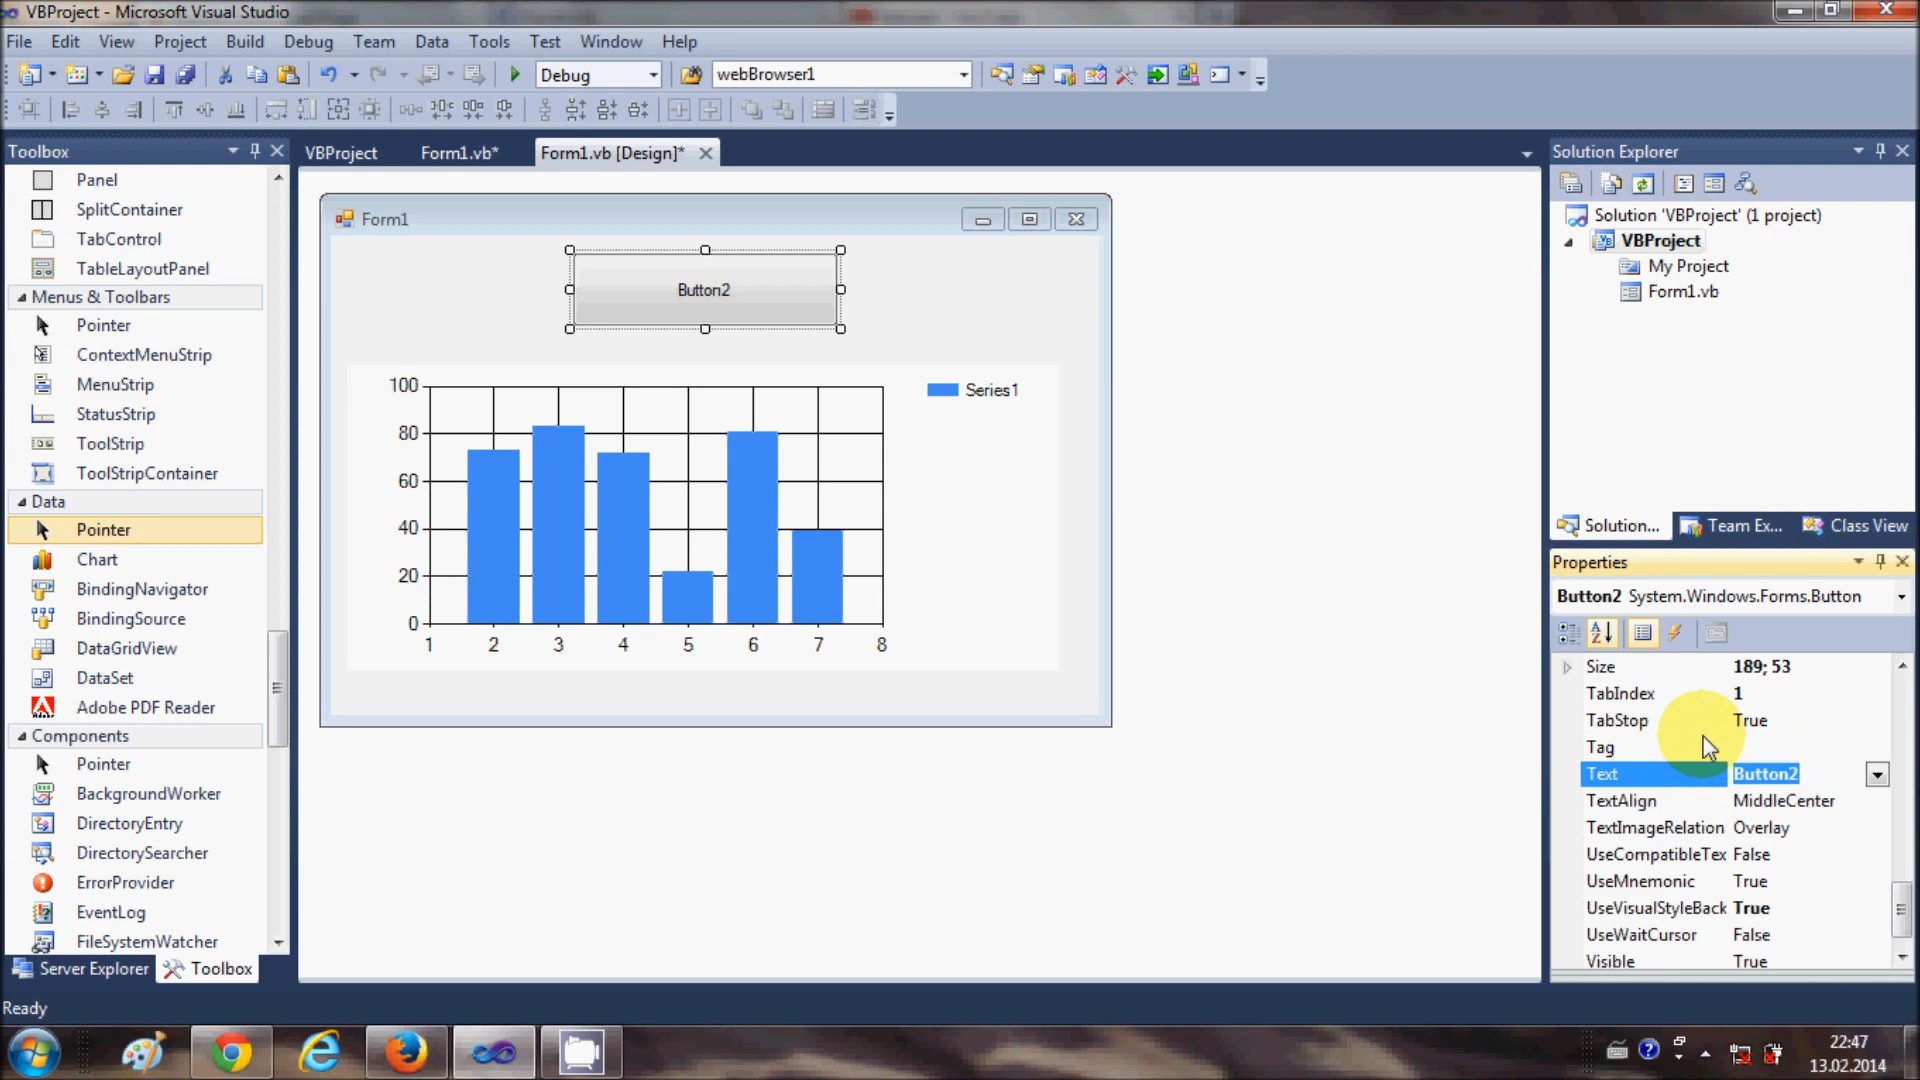 VBProject - Microsoft Visual Studio
File Edit View Project Build Debug Team Data Tools Test Window Help
Debug webBrowser1
Toolbox
Panel
SplitContainer
TabControl
TableLayoutPanel
Menus & Toolbars
Pointer
ContextMenuStrip
MenuStrip
StatusStrip
ToolStrip
ToolStripContainer
Data
Pointer
Chart
BindingNavigator
BindingSource
DataGridView
DataSet
Adobe PDF Reader
Components
Pointer
BackgroundWorker
DirectoryEntry
DirectorySearcher
ErrorProvider
EventLog
FileSystemWatcher
Server Explorer Toolbox
VBProject Form1.vb* Form1.vb [Design]*
Form1
Button2
100
80
60
40
20
0
1 2 3 4 5 6 7 8
Series1
Solution Explorer
Solution 'VBProject' (1 project)
VBProject
My Project
Form1.vb
Solution... Team Ex... Class View
Properties
Button2 System.Windows.Forms.Button
Size 189; 53
TabIndex 1
TabStop True
Tag
Text Button2
TextAlign MiddleCenter
TextImageRelation Overlay
UseCompatibleTex False
UseMnemonic True
UseVisualStyleBack True
UseWaitCursor False
Visible True
Ready
22:47
13.02.2014